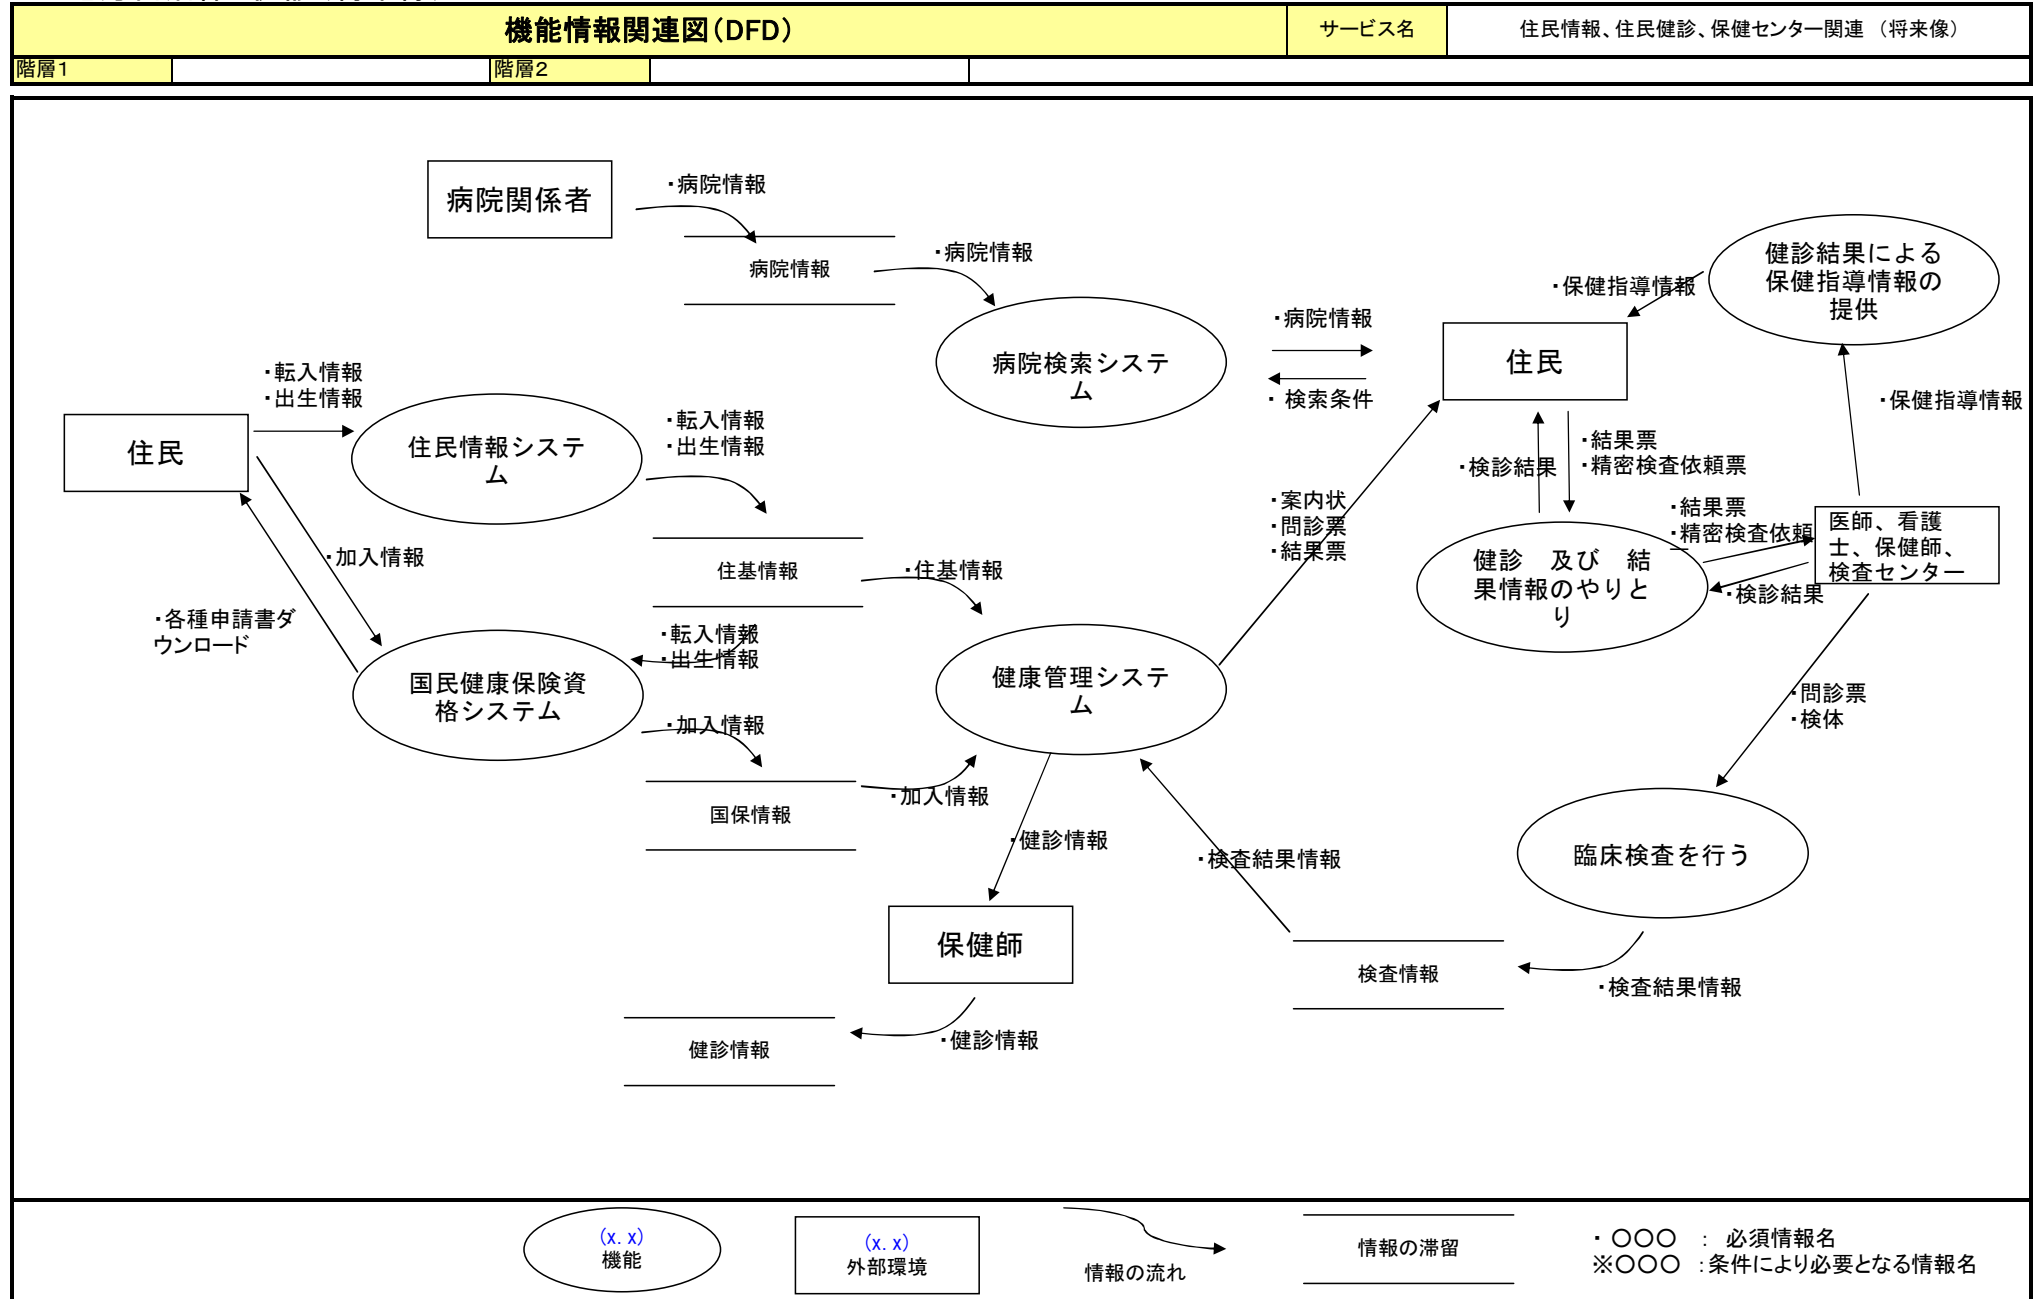 機能情報関連図(DFD)
サービス名
住民情報、住民健診、保健センター関連 (将来像)
階層1
階層2
病院関係者
・病院情報
病院情報
・病院情報
病院検索システ
ム
・病院情報
・ 検索条件
住民
・保健指導情報
健診結果による
保健指導情報の
提供
・保健指導情報
住民
・転入情報
・出生情報
住民情報システ
ム
・転入情報
・出生情報
・加入情報
・各種申請書ダ
ウンロード
住基情報
・住基情報
・転入情報
・出生情報
国民健康保険資
格システム
・加入情報
国保情報
・加入情報
健康管理システ
ム
・案内状
・問診票
・結果票
・検診結果
・結果票
・精密検査依頼票
・結果票
・精密検査依頼
健診 及び 結
果情報のやりと
り
医師、看護
士、保健師、
検査センター
・検診結果
・問診票
・検体
臨床検査を行う
・検査結果情報
検査情報
・検査結果情報
・健診情報
保健師
・健診情報
健診情報
(x.x)
機能
(x.x)
外部環境
情報の流れ
情報の滞留
・ 〇〇〇 : 必須情報名
※〇〇〇 :条件により必要となる情報名